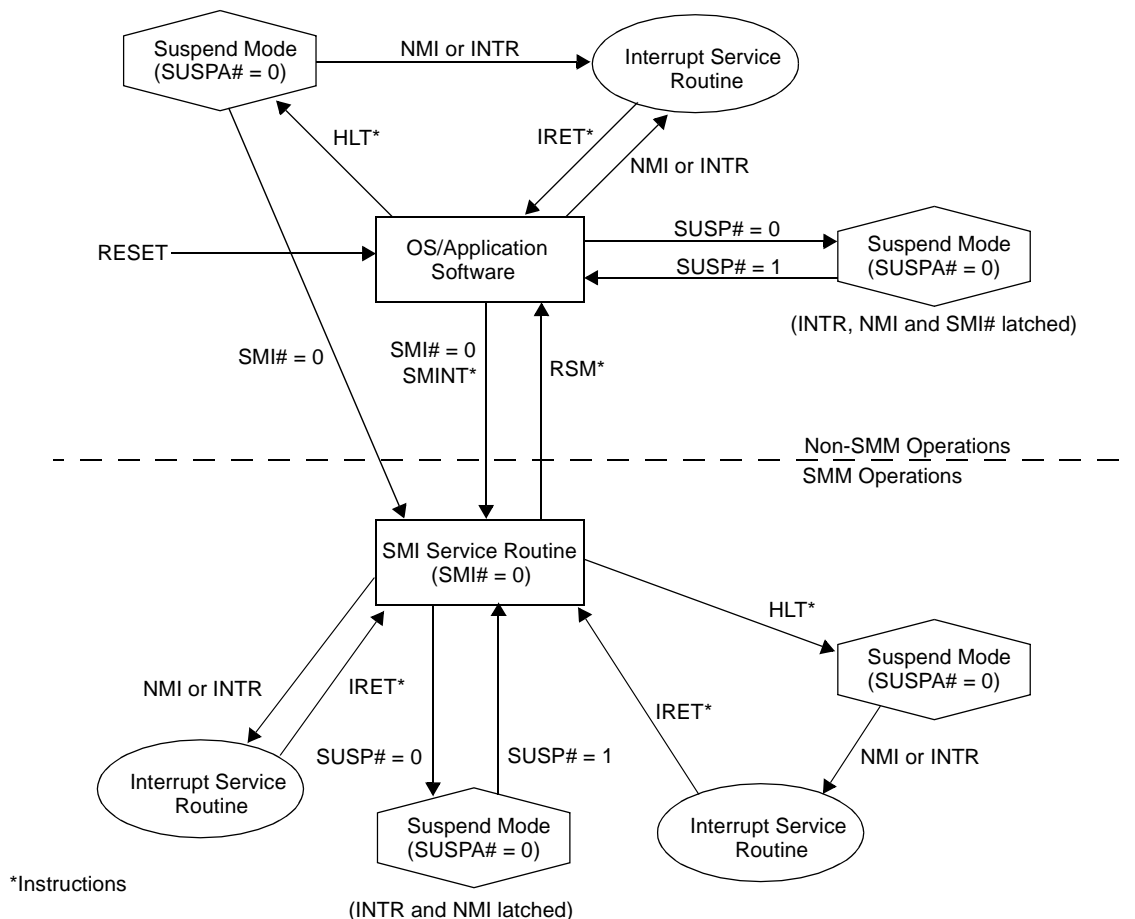 Suspend Mode
(SUSPA# = 0)
NMI or INTR
Interrupt Service
Routine
HLT*
IRET*
NMI or INTR
RESET
OS/Application
Software
SUSP# = 0
SUSP# = 1
Suspend Mode
(SUSPA# = 0)
(INTR, NMI and SMI# latched)
SMI# = 0
SMI# = 0
SMINT*
RSM*
Non-SMM Operations
SMM Operations
SMI Service Routine
(SMI# = 0)
HLT*
Suspend Mode
(SUSPA# = 0)
NMI or INTR
IRET*
IRET*
SUSP# = 0
SUSP# = 1
NMI or INTR
Interrupt Service
Routine
Suspend Mode
(SUSPA# = 0)
Interrupt Service
Routine
*Instructions
(INTR and NMI latched)